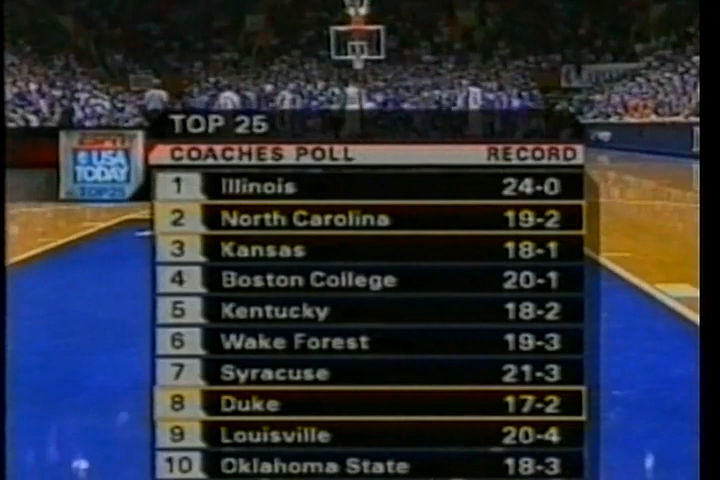 TOP 25
COACHES POLL RECORD
ESPN
USA
TODAY
TOP 25
1 Illinois 24-0
2 North Carolina 19-2
3 Kansas 18-1
4 Boston College 20-1
5 Kentucky 18-2
6 Wake Forest 19-3
7 Syracuse 21-3
8 Duke 17-2
9 Louisville 20-4
10 Oklahoma State 18-3